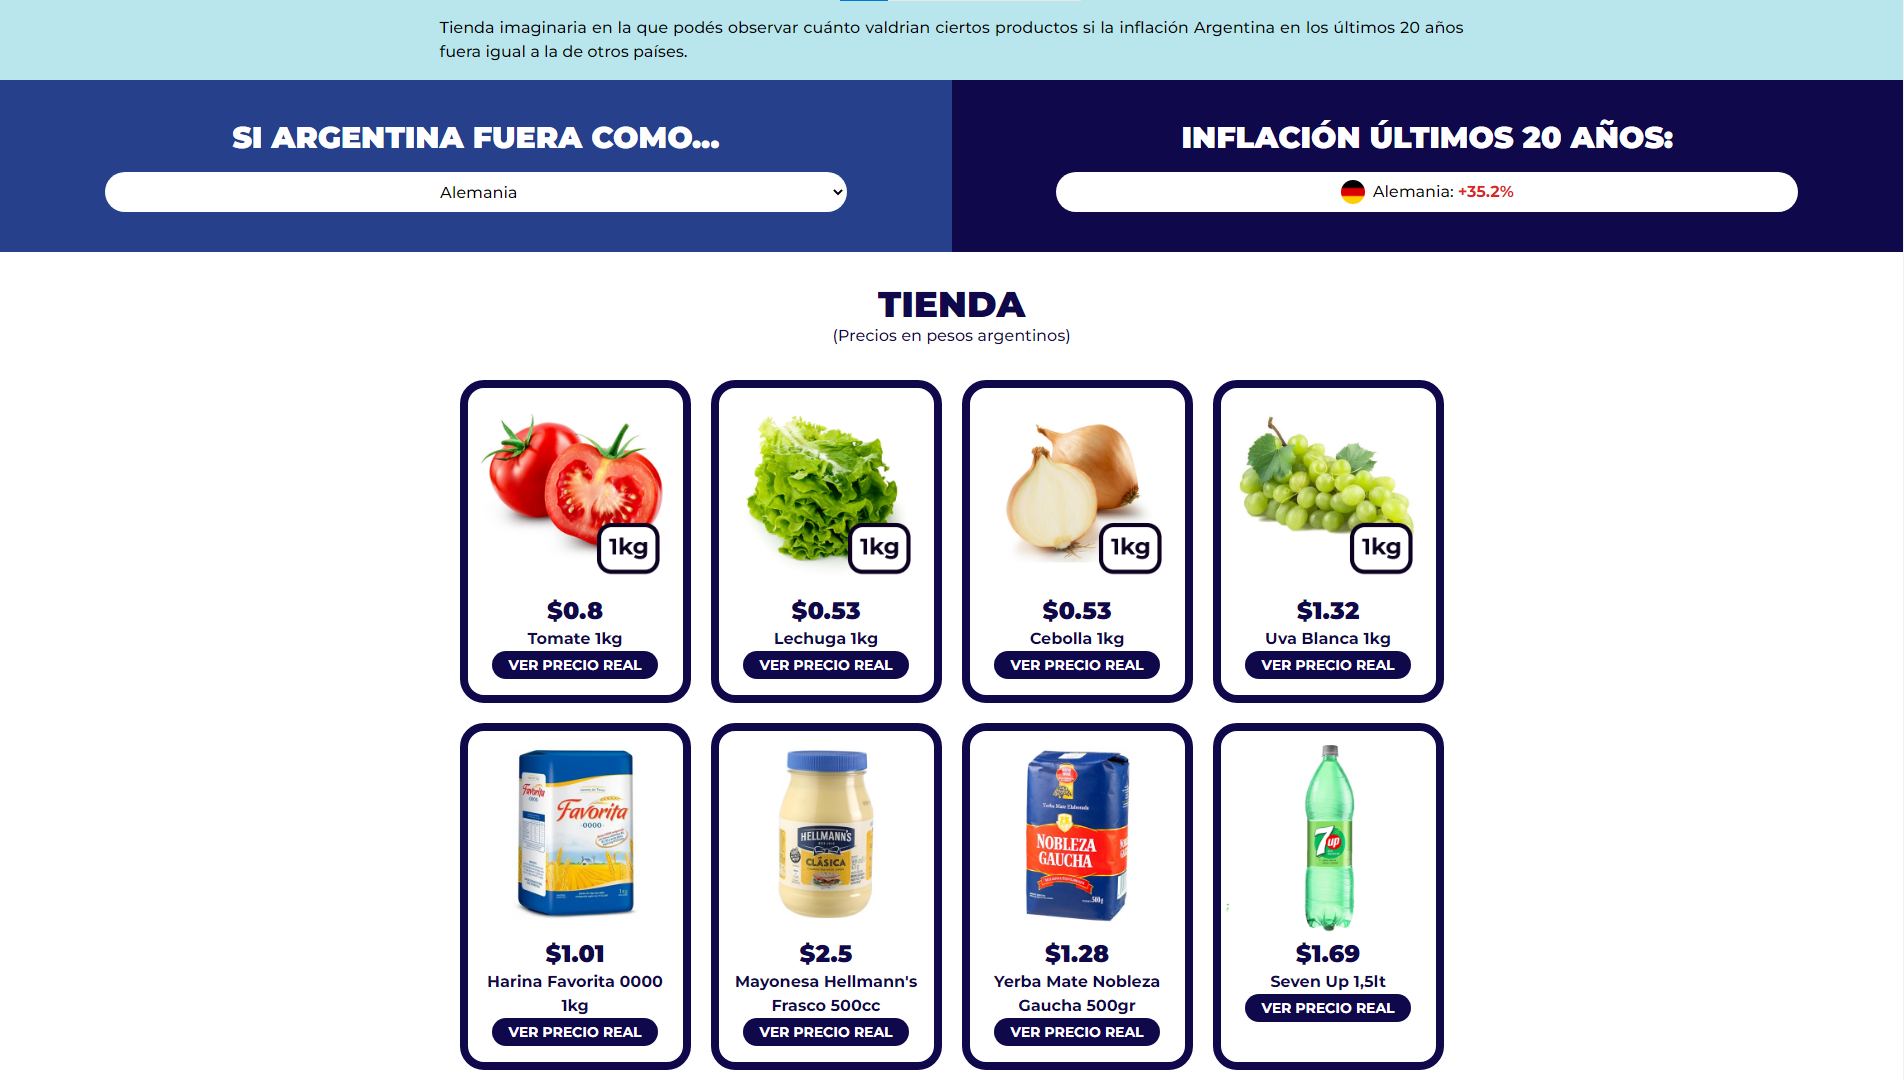 Tienda imaginaria en la que podés observar cuánto valdrian ciertos productos si la inflación Argentina en los últimos 20 años
fuera igual a la de otros países.
SI ARGENTINA FUERA COMO...
Alemania
INFLACIÓN ÚLTIMOS 20 AÑOS:
Alemania: +35.2%
TIENDA
(Precios en pesos argentinos)
1kg
$0.8
Tomate 1kg
VER PRECIO REAL
1kg
$0.53
Lechuga 1kg
VER PRECIO REAL
1kg
$0.53
Cebolla 1kg
VER PRECIO REAL
1kg
$1.32
Uva Blanca 1kg
VER PRECIO REAL
Favorita
Favorita
0000
$1.01
Harina Favorita 0000
1kg
VER PRECIO REAL
HELLMANN'S
CLÁSICA
$2.5
Mayonesa Hellmann's
Frasco 500cc
VER PRECIO REAL
Yerba Mate Elaborada
NOBLEZA
GAUCHA
500g
$1.28
Yerba Mate Nobleza
Gaucha 500gr
VER PRECIO REAL
7up
$1.69
Seven Up 1,5lt
VER PRECIO REAL